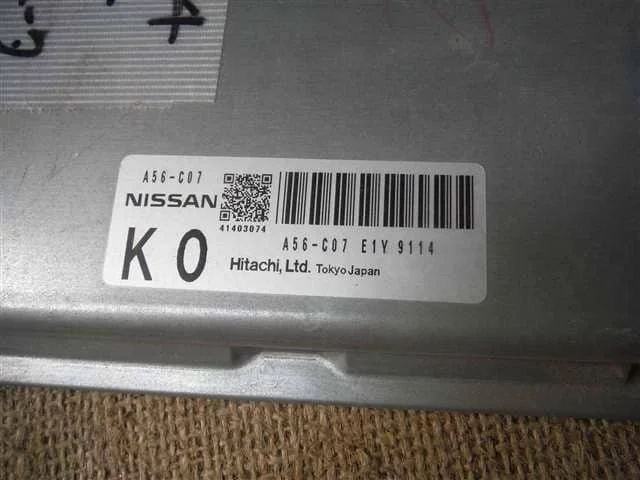 A56-C07
NISSAN
41403074
K0
A56-C07 E1Y 9114
Hitachi, Ltd. Tokyo Japan